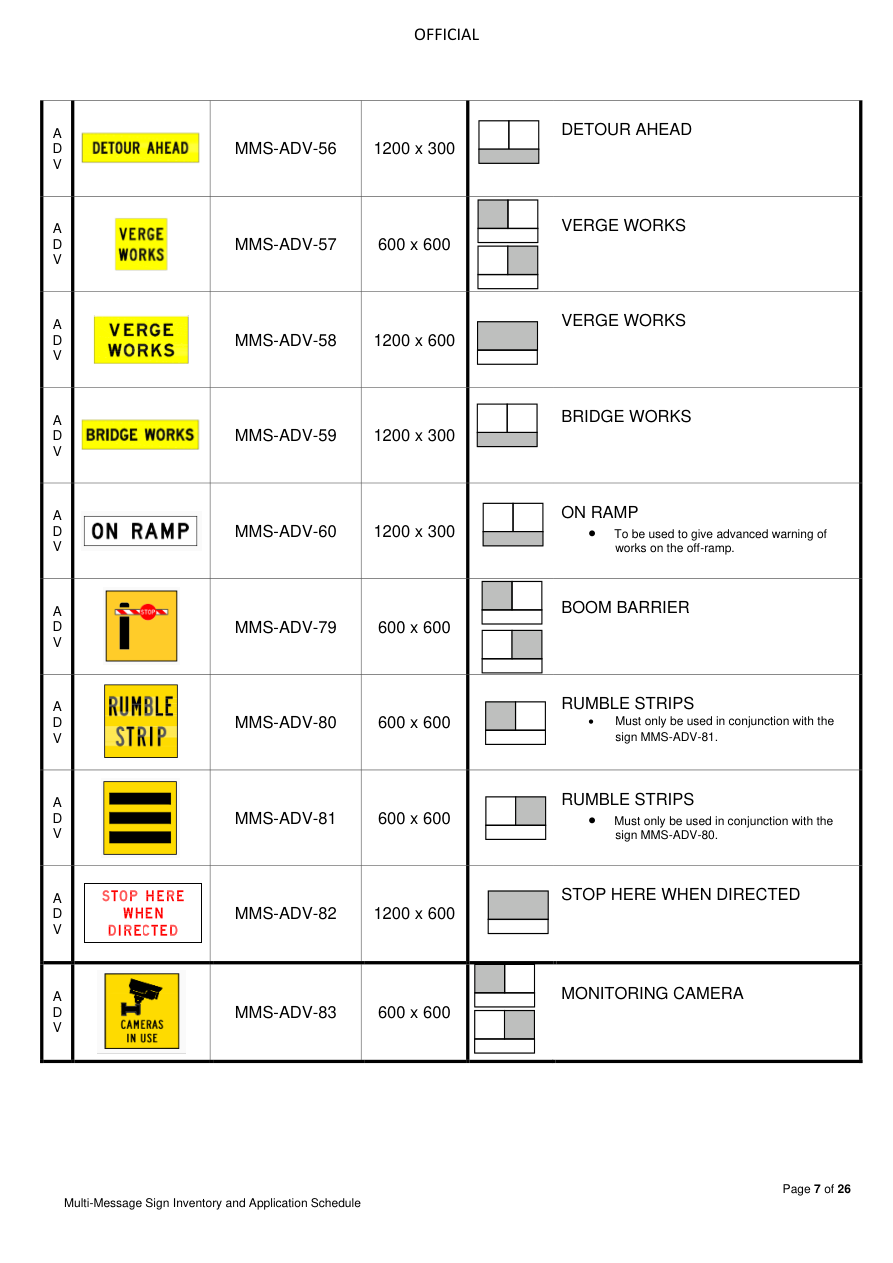 OFFICIAL
A
D
V
DETOUR AHEAD
MMS-ADV-56
1200 x 300
DETOUR AHEAD
A
D
V
VERGE
WORKS
MMS-ADV-57
600 x 600
VERGE WORKS
A
D
V
VERGE
WORKS
MMS-ADV-58
1200 x 600
VERGE WORKS
A
D
V
BRIDGE WORKS
MMS-ADV-59
1200 x 300
BRIDGE WORKS
A
D
V
ON RAMP
MMS-ADV-60
1200 x 300
ON RAMP
• To be used to give advanced warning of
works on the off-ramp.
A
D
V
STOP
MMS-ADV-79
600 x 600
BOOM BARRIER
A
D
V
RUMBLE
STRIP
MMS-ADV-80
600 x 600
RUMBLE STRIPS
• Must only be used in conjunction with the
sign MMS-ADV-81.
A
D
V
MMS-ADV-81
600 x 600
RUMBLE STRIPS
• Must only be used in conjunction with the
sign MMS-ADV-80.
A
D
V
STOP HERE
WHEN
DIRECTED
MMS-ADV-82
1200 x 600
STOP HERE WHEN DIRECTED
A
D
V
CAMERAS
IN USE
MMS-ADV-83
600 x 600
MONITORING CAMERA
Page 7 of 26
Multi-Message Sign Inventory and Application Schedule